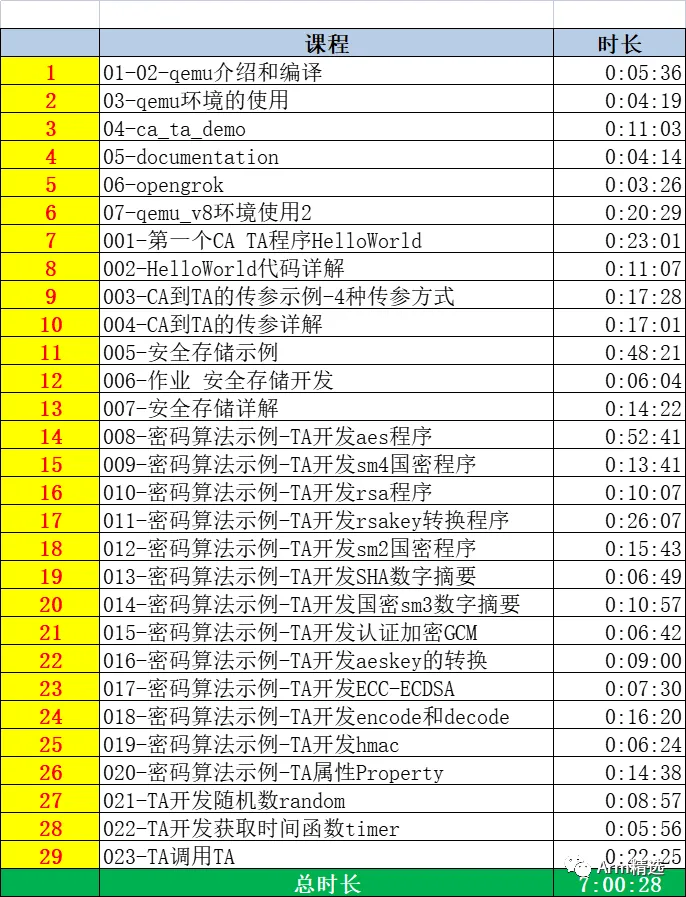 课程 时长
1 01-02-qemu介绍和编译 0:05:36
2 03-qemu环境的使用 0:04:19
3 04-ca_ta_demo 0:11:03
4 05-documentation 0:04:14
5 06-opengrok 0:03:26
6 07-qemu_v8环境使用2 0:20:29
7 001-第一个CA TA程序HelloWorld 0:23:01
8 002-HelloWorld代码详解 0:11:07
9 003-CA到TA的传参示例-4种传参方式 0:17:28
10 004-CA到TA的传参详解 0:17:01
11 005-安全存储示例 0:48:21
12 006-作业 安全存储开发 0:06:04
13 007-安全存储详解 0:14:22
14 008-密码算法示例-TA开发aes程序 0:52:41
15 009-密码算法示例-TA开发sm4国密程序 0:13:41
16 010-密码算法示例-TA开发rsa程序 0:10:07
17 011-密码算法示例-TA开发rsakey转换程序 0:26:07
18 012-密码算法示例-TA开发sm2国密程序 0:15:43
19 013-密码算法示例-TA开发SHA数字摘要 0:06:49
20 014-密码算法示例-TA开发国密sm3数字摘要 0:10:57
21 015-密码算法示例-TA开发认证加密GCM 0:06:42
22 016-密码算法示例-TA开发aeskey的转换 0:09:00
23 017-密码算法示例-TA开发ECC-ECDSA 0:07:30
24 018-密码算法示例-TA开发encode和decode 0:16:20
25 019-密码算法示例-TA开发hmac 0:06:24
26 020-密码算法示例-TA属性Property 0:14:38
27 021-TA开发随机数random 0:08:57
28 022-TA开发获取时间函数timer 0:05:56
29 023-TA调用TA 0:22:25
Arm精选
总时长 7:00:28